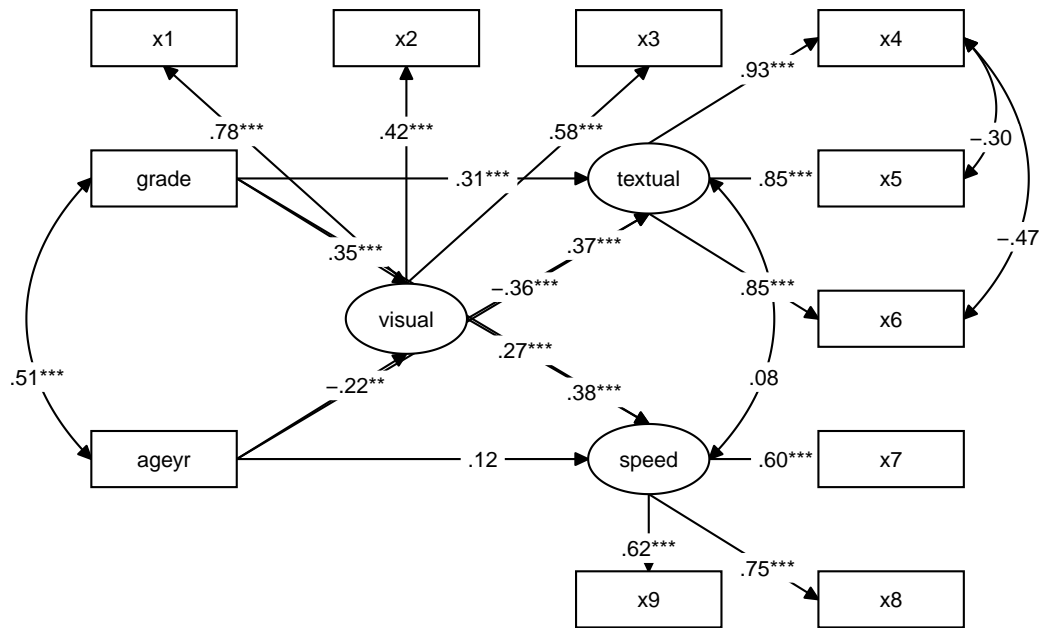 x1 x2 x3 x4
.93***
.78*** .42*** .58***
−.30
grade .31*** textual .85*** x5
−.47
.35*** .37***
−.36*** .85***
visual x6
.27***
.51*** −.22** .38*** .08
ageyr .12 speed .60*** x7
.62*** .75***
x9 x8